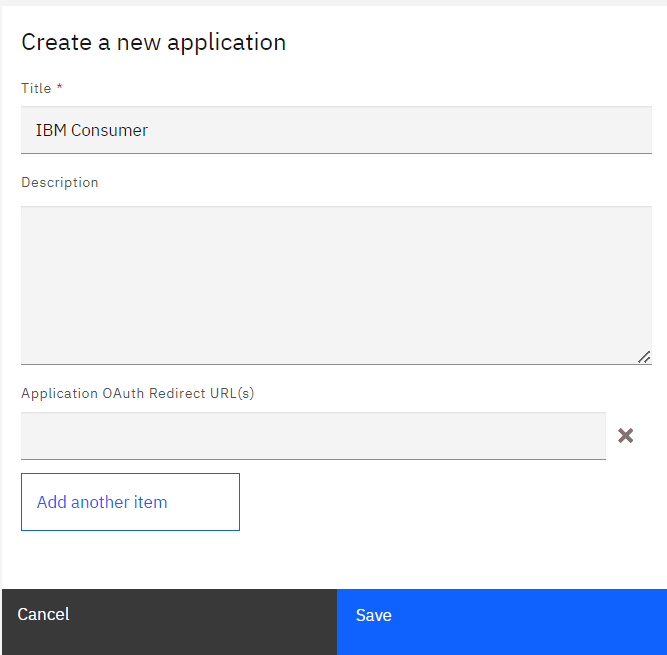 Create a new application
Title *
IBM Consumer
Description
Application OAuth Redirect URL(s)
Add another item
Cancel
Save